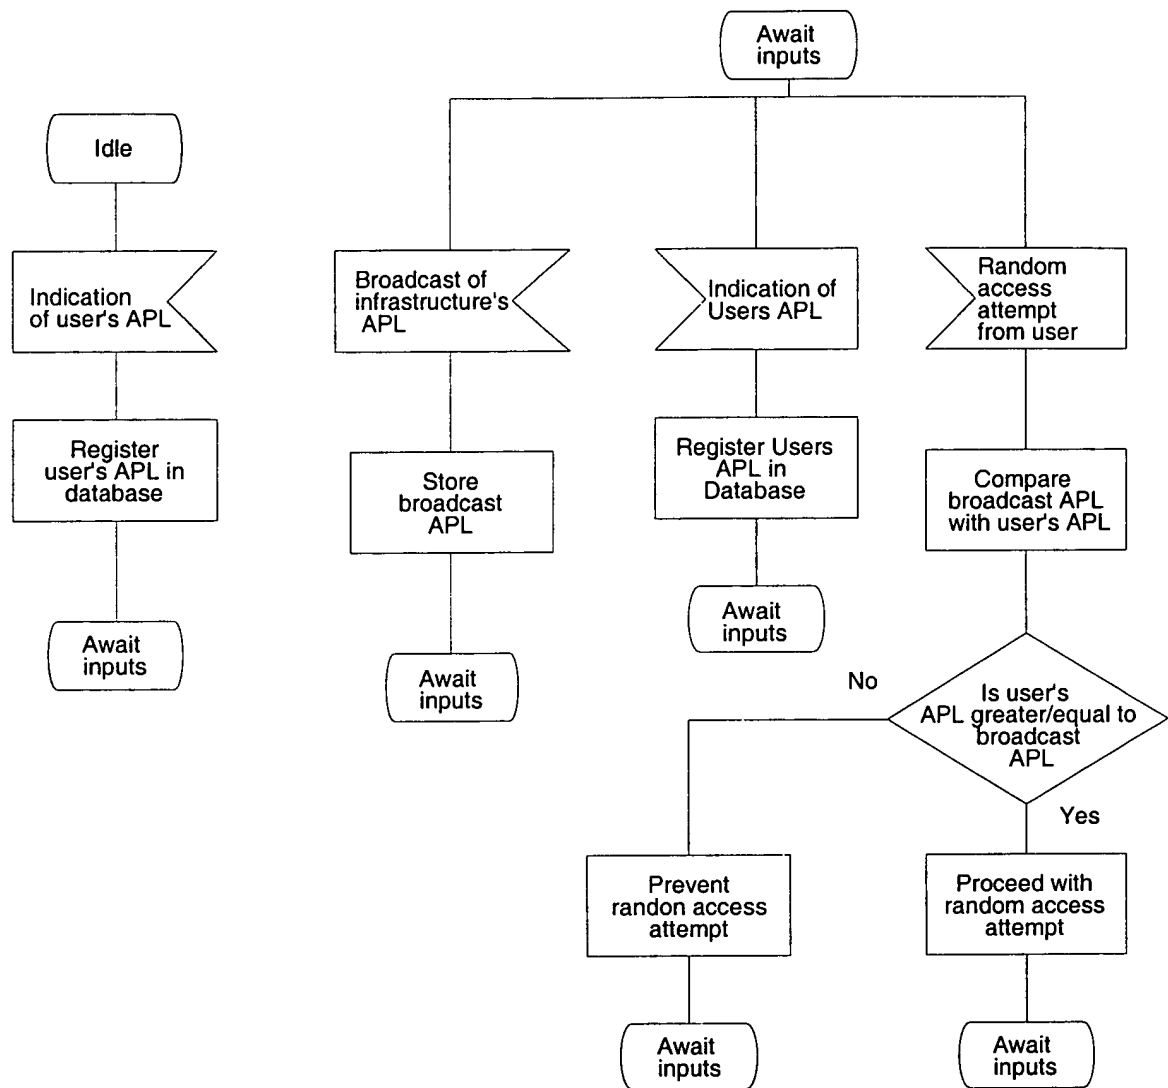 Await
inputs
Idle
Indication
of user's APL
Register
user's APL in
database
Await
inputs
Broadcast of
infrastructure's
APL
Store
broadcast
APL
Await
inputs
Indication of
Users APL
Register Users
APL in
Database
Await
inputs
Random
access
attempt
from user
Compare
broadcast APL
with user's APL
Is user's
APL greater/equal to
broadcast
APL
No
Yes
Prevent
randon access
attempt
Await
inputs
Proceed with
random access
attempt
Await
inputs